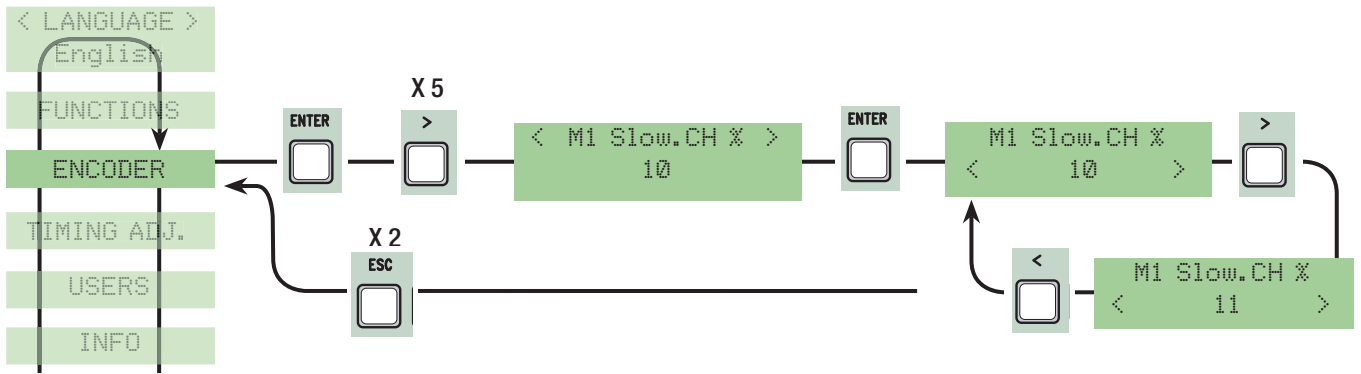 < LANGUAGE >
English
FUNCTIONS
ENCODER
TIMING ADJ.
USERS
INFO
ENTER
X 5
>
< M1 Slow.CH % >
10
ENTER
M1 Slow.CH %
< 10 >
>
X 2
ESC
<
M1 Slow.CH %
< 11 >